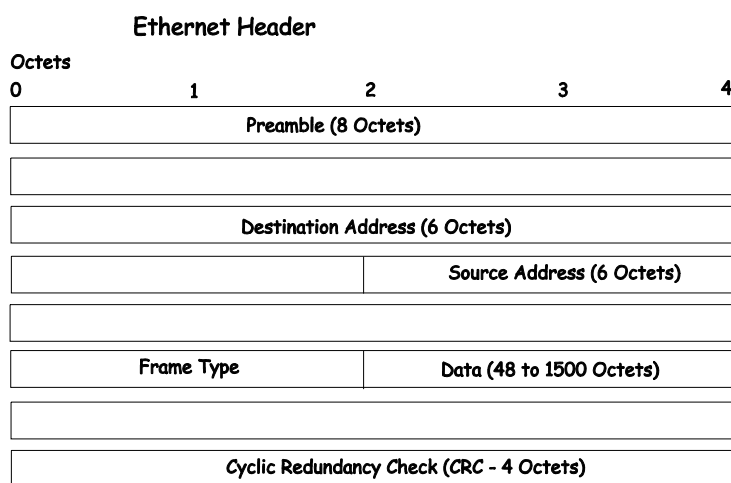 Ethernet Header
Octets
0 1 2 3 4
Preamble (8 Octets)
Destination Address (6 Octets)
Source Address (6 Octets)
Frame Type Data (48 to 1500 Octets)
Cyclic Redundancy Check (CRC - 4 Octets)